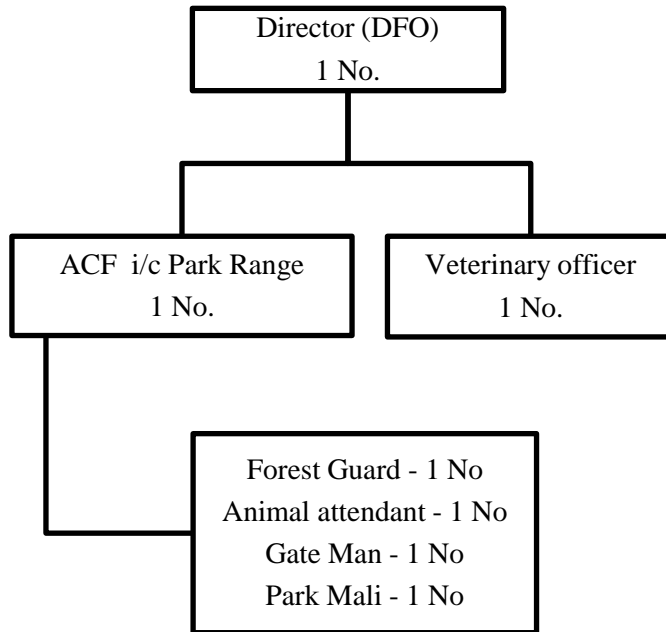 Director (DFO)
1 No.
ACF i/c Park Range
1 No.
Veterinary officer
1 No.
Forest Guard - 1 No
Animal attendant - 1 No
Gate Man - 1 No
Park Mali - 1 No